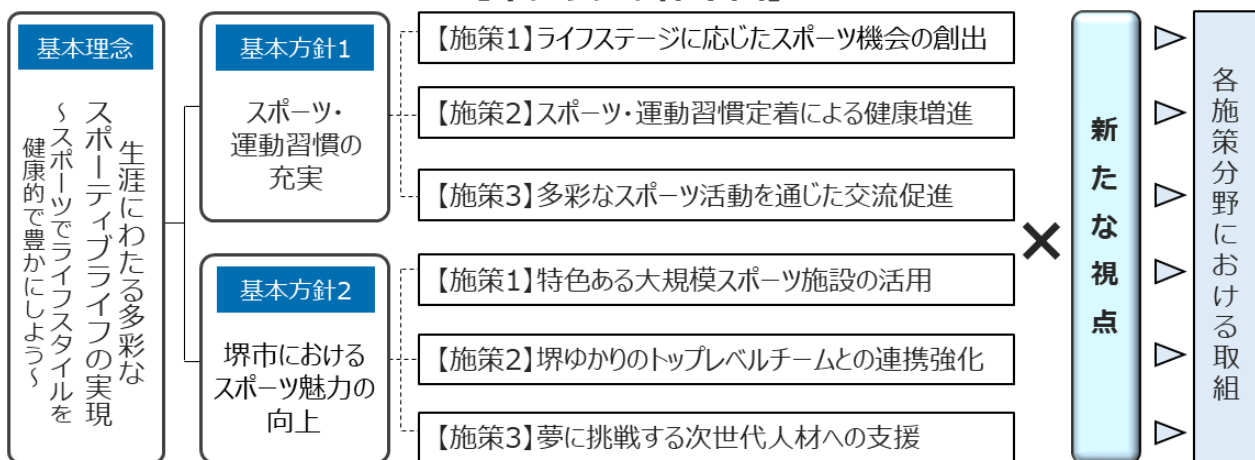 基本理念
生涯にわたる多彩な
スポーティブライフの実現
～スポーツでライフスタイルを
健康的で豊かにしよう～
基本方針1
スポーツ・
運動習慣の
充実
【施策1】ライフステージに応じたスポーツ機会の創出
【施策2】スポーツ・運動習慣定着による健康増進
【施策3】多彩なスポーツ活動を通じた交流促進
基本方針2
堺市における
スポーツ魅力の
向上
【施策1】特色ある大規模スポーツ施設の活用
【施策2】堺ゆかりのトップレベルチームとの連携強化
【施策3】夢に挑戦する次世代人材への支援
×
新たな視点
各施策分野における取組